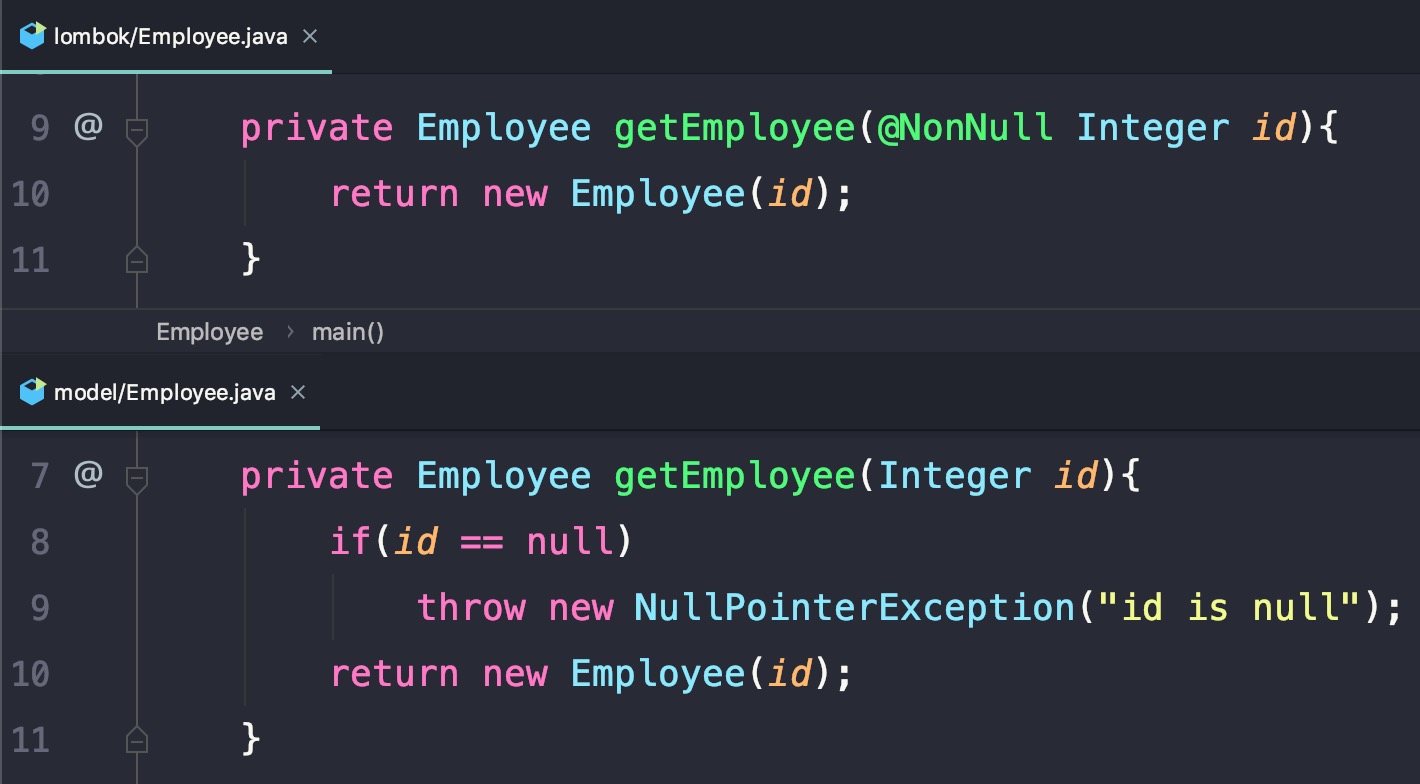 lombok/Employee.java ×
9 @ private Employee getEmployee(@NonNull Integer id){
10 return new Employee(id);
11 }
Employee › main()
model/Employee.java ×
7 @ private Employee getEmployee(Integer id){
8 if(id == null)
9 throw new NullPointerException("id is null");
10 return new Employee(id);
11 }